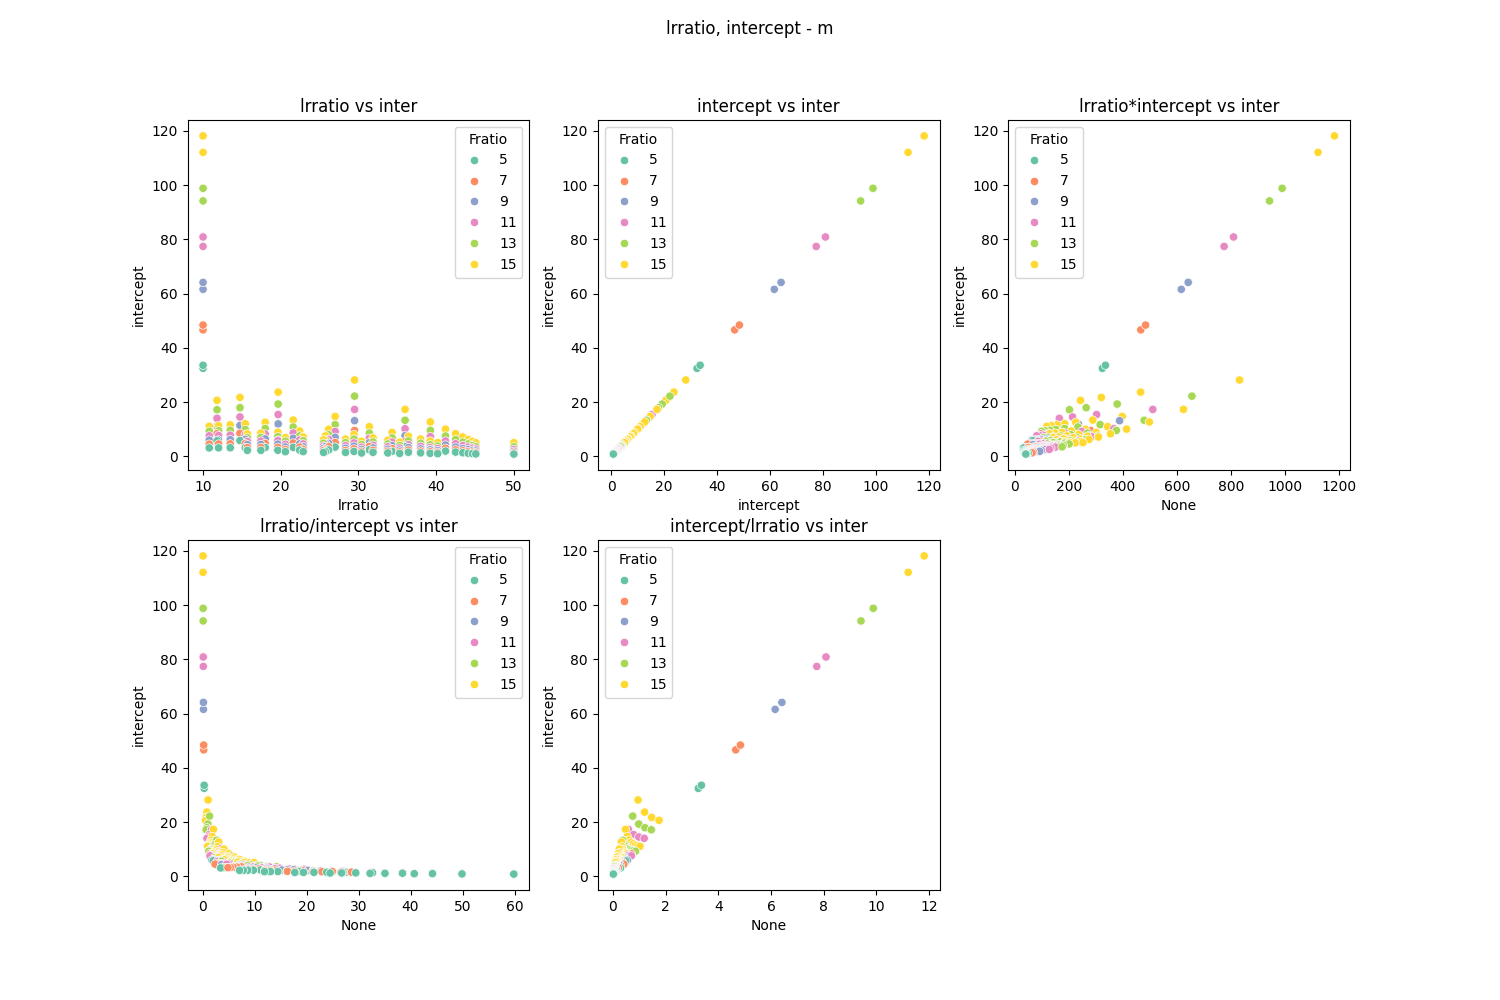 lrratio, intercept - m
lrratio vs inter
intercept
120
100
80
60
40
20
0
Fratio
5
7
9
11
13
15
10 20 30 40 50
lrratio
intercept vs inter
intercept
120
100
80
60
40
20
0
Fratio
5
7
9
11
13
15
0 20 40 60 80 100 120
intercept
lrratio*intercept vs inter
intercept
120
100
80
60
40
20
0
Fratio
5
7
9
11
13
15
0 200 400 600 800 1000 1200
None
lrratio/intercept vs inter
intercept
120
100
80
60
40
20
0
Fratio
5
7
9
11
13
15
0 10 20 30 40 50 60
None
intercept/lrratio vs inter
intercept
120
100
80
60
40
20
0
Fratio
5
7
9
11
13
15
0 2 4 6 8 10 12
None